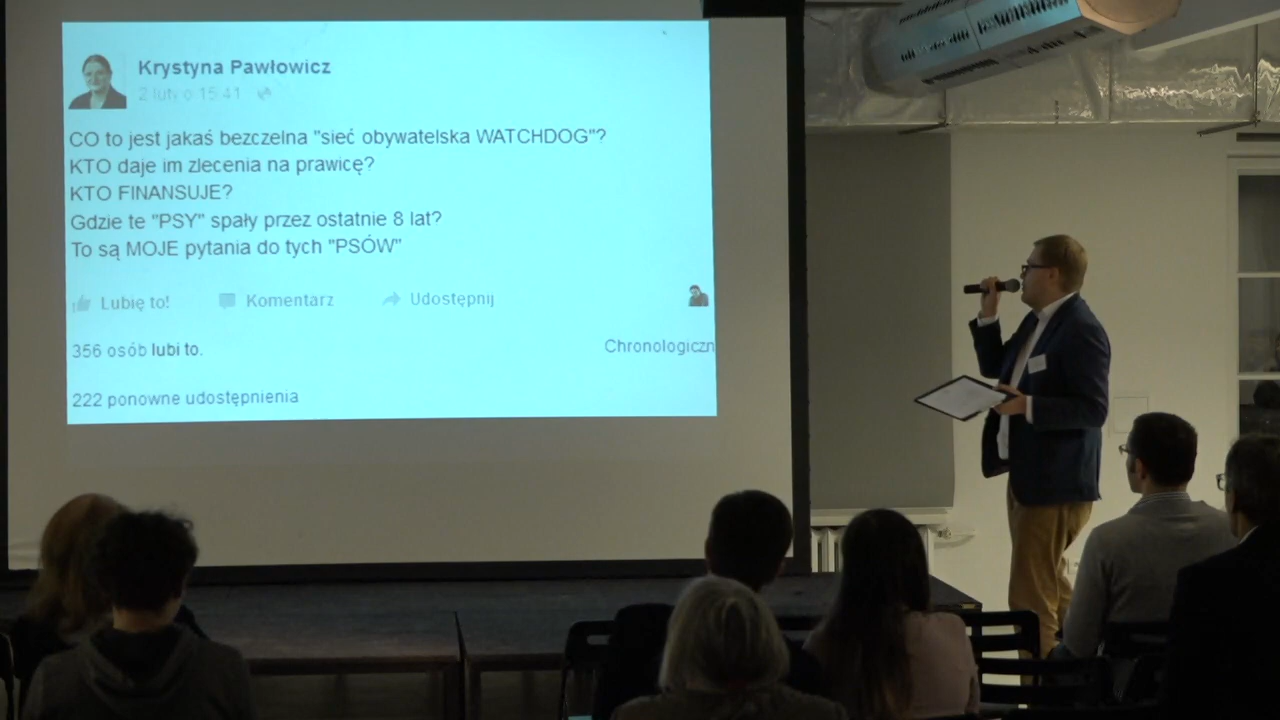 Krystyna Pawłowicz
2 luty o 15:41
CO to jest jakaś bezczelna "sieć obywatelska WATCHDOG"?
KTO daje im zlecenia na prawicę?
KTO FINANSUJE?
Gdzie te "PSY" spały przez ostatnie 8 lat?
To są MOJE pytania do tych "PSÓW"
Lubię to! Komentarz Udostępnij
356 osób lubi to. Chronologiczn
222 ponowne udostępnienia